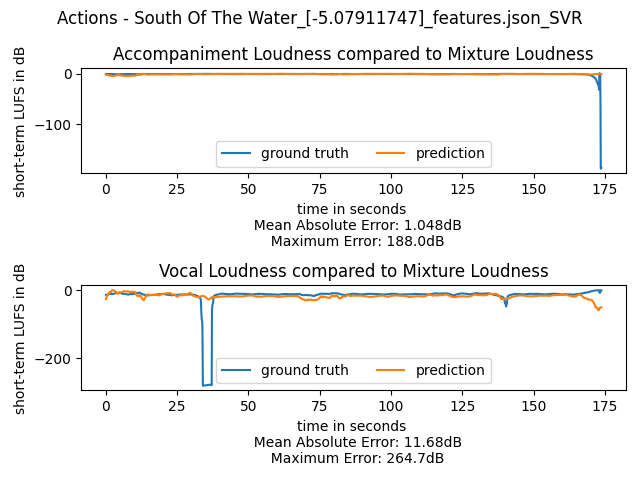 Actions - South Of The Water_[-5.07911747]_features.json_SVR
Accompaniment Loudness compared to Mixture Loudness
short-term LUFS in dB
0
−100
ground truth
prediction
0
25
50
75
100
125
150
175
time in seconds
Mean Absolute Error: 1.048dB
Maximum Error: 188.0dB
Vocal Loudness compared to Mixture Loudness
short-term LUFS in dB
0
−200
ground truth
prediction
0
25
50
75
100
125
150
175
time in seconds
Mean Absolute Error: 11.68dB
Maximum Error: 264.7dB